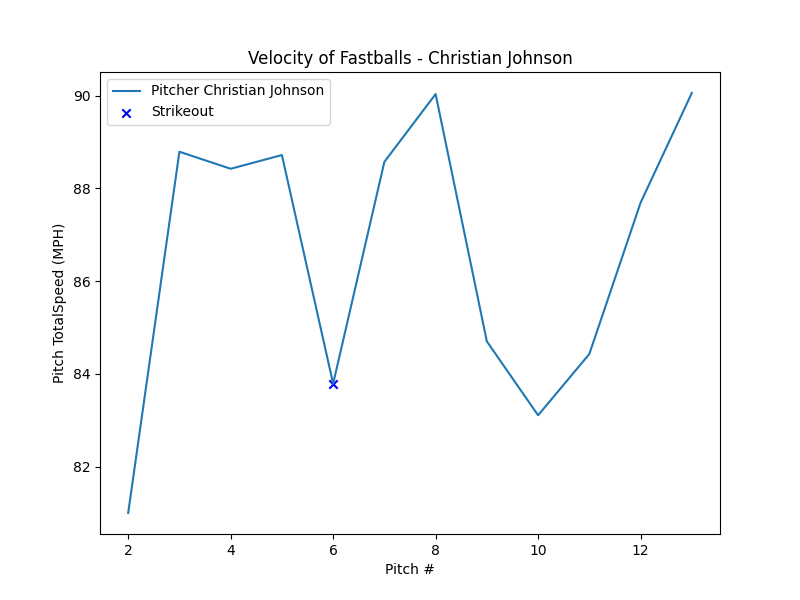 Velocity of Fastballs - Christian Johnson
Pitcher Christian Johnson
Strikeout
Pitch TotalSpeed (MPH)
90
88
86
84
82
2 4 6 8 10 12
Pitch #